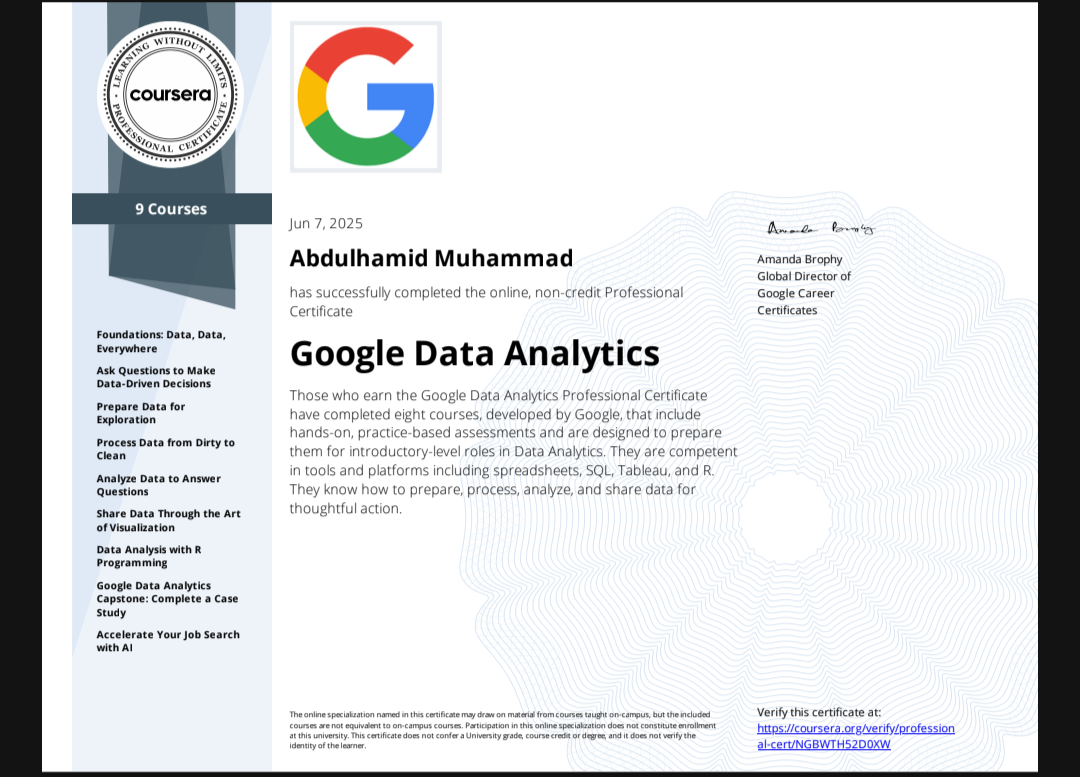 LEARNING WITHOUT LIMITS
coursera
PROFESSIONAL CERTIFICATE
9 Courses
Foundations: Data, Data,
Everywhere
Ask Questions to Make
Data-Driven Decisions
Prepare Data for
Exploration
Process Data from Dirty to
Clean
Analyze Data to Answer
Questions
Share Data Through the Art
of Visualization
Data Analysis with R
Programming
Google Data Analytics
Capstone: Complete a Case
Study
Accelerate Your Job Search
with AI
G
Jun 7, 2025
Abdulhamid Muhammad
has successfully completed the online, non-credit Professional
Certificate
Google Data Analytics
Those who earn the Google Data Analytics Professional Certificate
have completed eight courses, developed by Google, that include
hands-on, practice-based assessments and are designed to prepare
them for introductory-level roles in Data Analytics. They are competent
in tools and platforms including spreadsheets, SQL, Tableau, and R.
They know how to prepare, process, analyze, and share data for
thoughtful action.
Amanda Brophy
Amanda Brophy
Global Director of
Google Career
Certificates
The online specialization named in this certificate may draw on material from courses taught on-campus, but the included
courses are not equivalent to on-campus courses. Participation in this online specialization does not constitute enrollment
at this university. This certificate does not confer a University grade, course credit or degree, and it does not verify the
identity of the learner.
Verify this certificate at:
https://coursera.org/verify/profession
al-cert/NGBWTH52D0XW